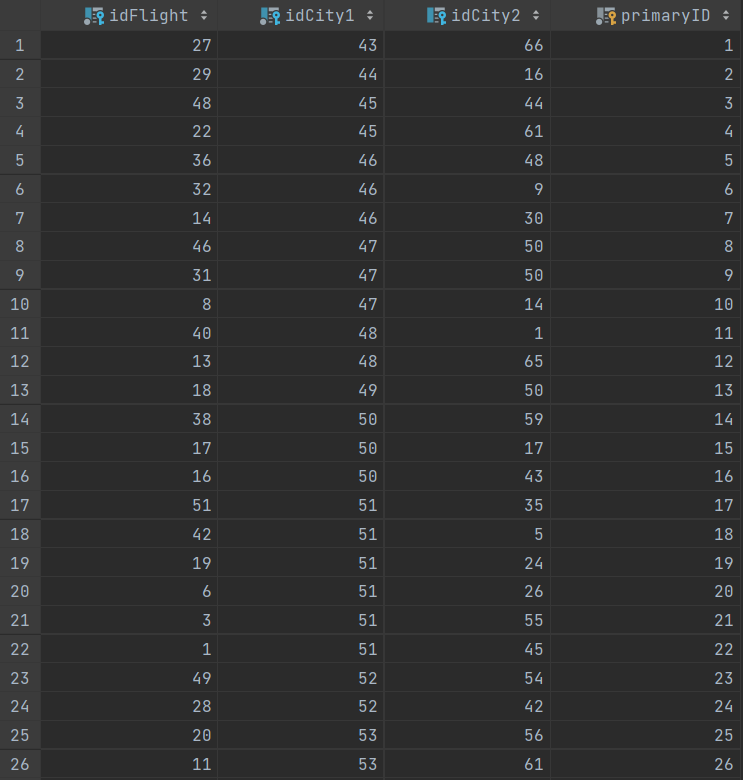 idFlight idCity1 idCity2 primaryID
1 27 43 66 1
2 29 44 16 2
3 48 45 44 3
4 22 45 61 4
5 36 46 48 5
6 32 46 9 6
7 14 46 30 7
8 46 47 50 8
9 31 47 50 9
10 8 47 14 10
11 40 48 1 11
12 13 48 65 12
13 18 49 50 13
14 38 50 59 14
15 17 50 17 15
16 16 50 43 16
17 51 51 35 17
18 42 51 5 18
19 19 51 24 19
20 6 51 26 20
21 3 51 55 21
22 1 51 45 22
23 49 52 54 23
24 28 52 42 24
25 20 53 56 25
26 11 53 61 26